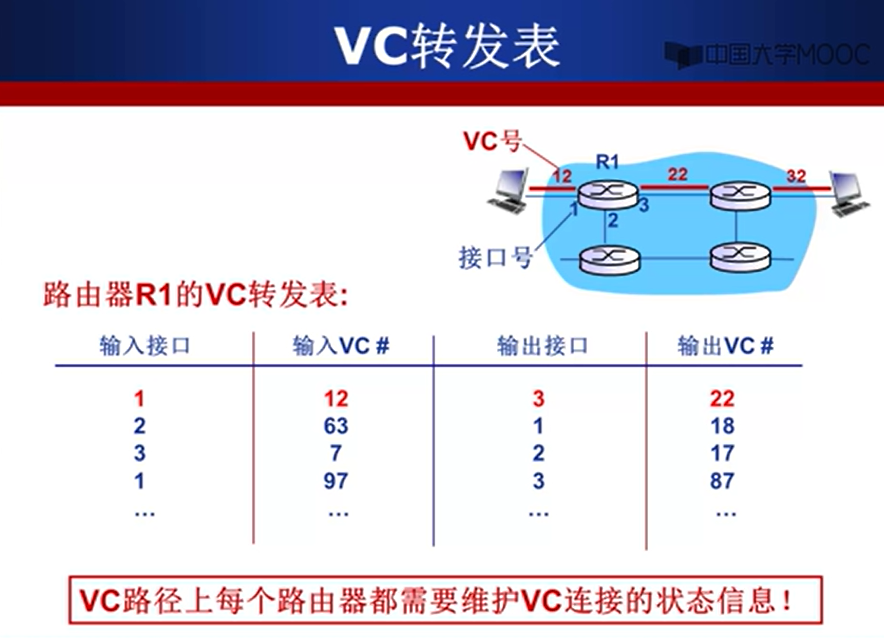 VC转发表
中国大学MOOC
VC号
R1
12
22
32
1
2
3
接口号
路由器R1的VC转发表:
输入接口 输入VC # 输出接口 输出VC #
1 12 3 22
2 63 1 18
3 7 2 17
1 97 3 87
… … … …
VC路径上每个路由器都需要维护VC连接的状态信息！